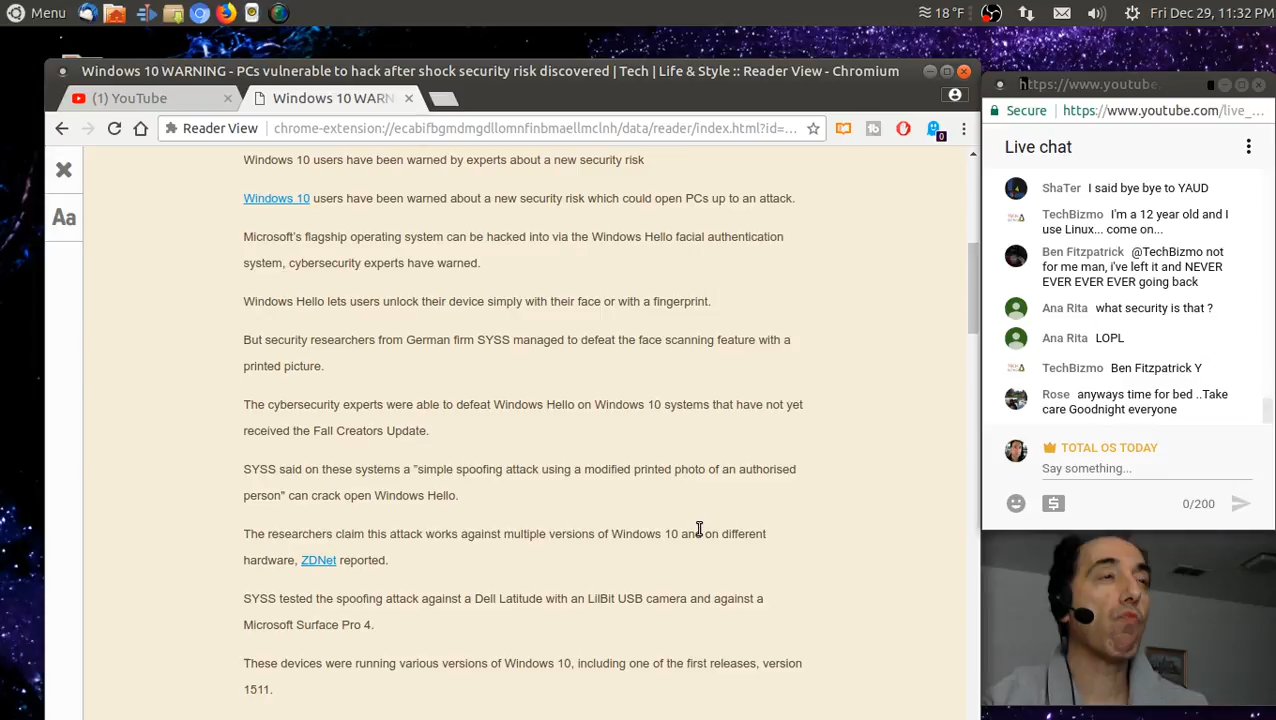 Menu
18 °F
Fri Dec 29, 11:32 PM
Windows 10 WARNING - PCs vulnerable to hack after shock security risk discovered | Tech | Life & Style :: Reader View - Chromium
(1) YouTube
Windows 10 WARN
Reader View
chrome-extension://ecabifbgmdmgdllomnfinbmaellmclnh/data/reader/index.html?id=...
0
Aa
Windows 10 users have been warned by experts about a new security risk
Windows 10 users have been warned about a new security risk which could open PCs up to an attack.
Microsoft's flagship operating system can be hacked into via the Windows Hello facial authentication
system, cybersecurity experts have warned.
Windows Hello lets users unlock their device simply with their face or with a fingerprint.
But security researchers from German firm SYSS managed to defeat the face scanning feature with a
printed picture.
The cybersecurity experts were able to defeat Windows Hello on Windows 10 systems that have not yet
received the Fall Creators Update.
SYSS said on these systems a "simple spoofing attack using a modified printed photo of an authorised
person" can crack open Windows Hello.
The researchers claim this attack works against multiple versions of Windows 10 and on different
hardware, ZDNet reported.
SYSS tested the spoofing attack against a Dell Latitude with an LilBit USB camera and against a
Microsoft Surface Pro 4.
These devices were running various versions of Windows 10, including one of the first releases, version
1511.
https://www.youtube.
Secure
https://www.youtube.com/live_...
Live chat
ShaTer I said bye bye to YAUD
TechBizmo I'm a 12 year old and I
use Linux... come on...
Ben Fitzpatrick @TechBizmo not
for me man, i've left it and NEVER
EVER EVER EVER going back
Ana Rita what security is that ?
Ana Rita LOPL
TechBizmo Ben Fitzpatrick Y
Rose anyways time for bed ..Take
care Goodnight everyone
TOTAL OS TODAY
Say something...
0/200